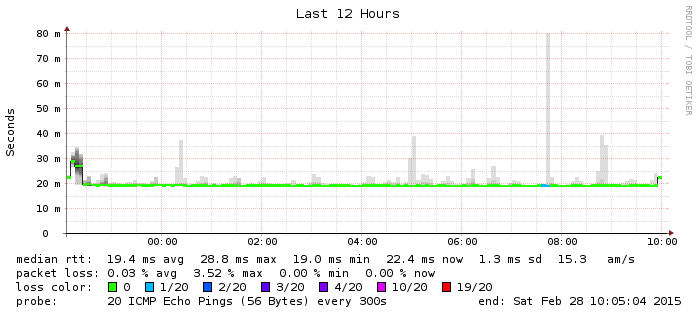 Last 12 Hours
RRDTOOL / TOBI OETIKER
Seconds
80 m
70 m
60 m
50 m
40 m
30 m
20 m
10 m
0
00:00 02:00 04:00 06:00 08:00 10:00
median rtt: 19.4 ms avg 28.8 ms max 19.0 ms min 22.4 ms now 1.3 ms sd 15.3 am/s
packet loss: 0.03 % avg 3.52 % max 0.00 % min 0.00 % now
loss color: 0 1/20 2/20 3/20 4/20 10/20 19/20
probe: 20 ICMP Echo Pings (56 Bytes) every 300s end: Sat Feb 28 10:05:04 2015